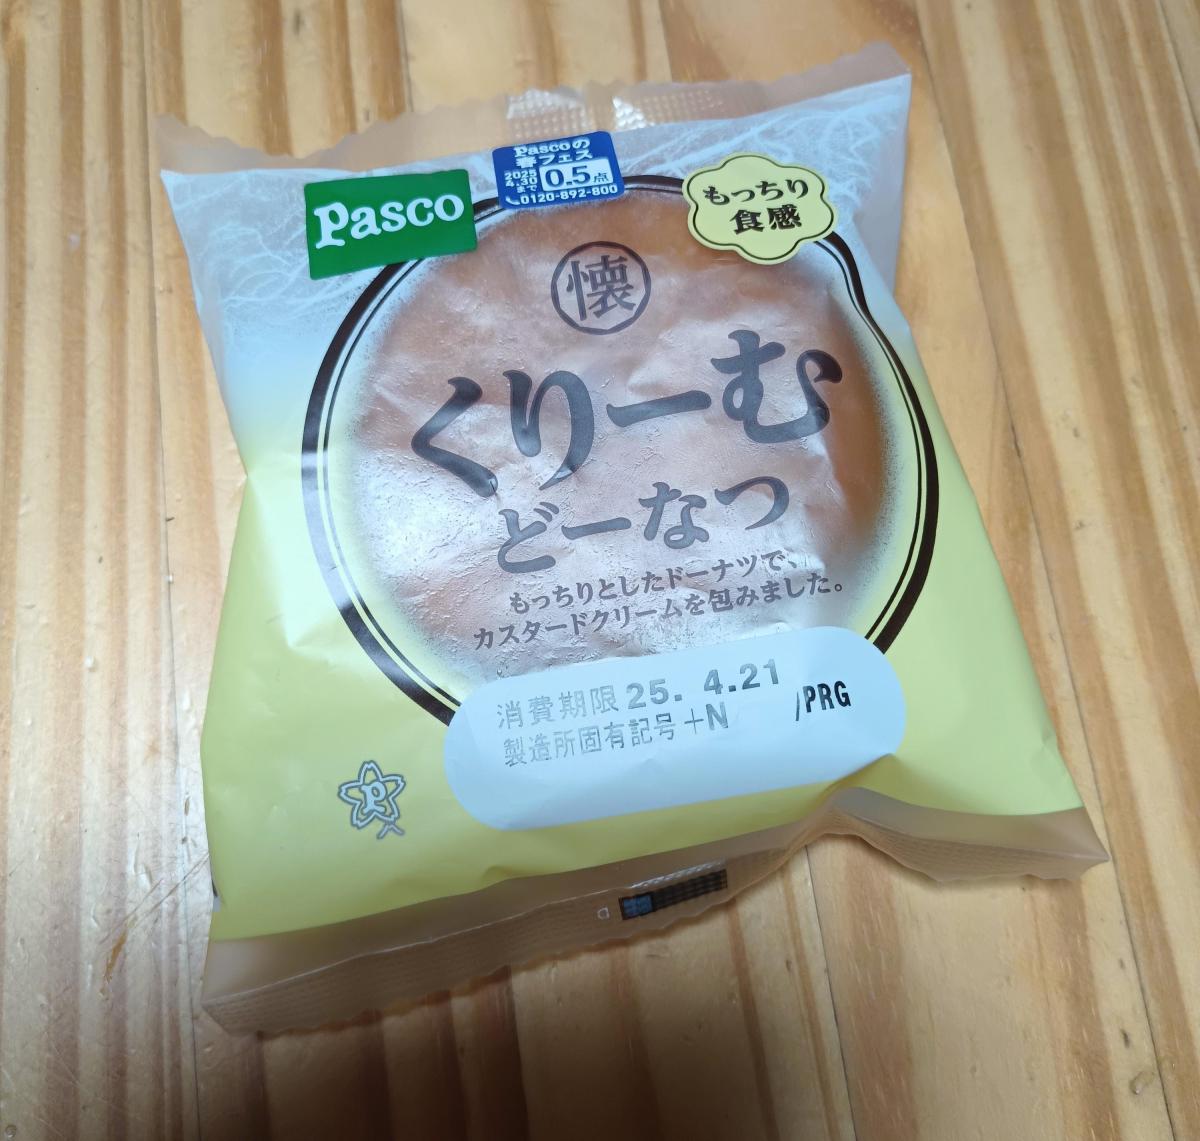 Pasco
Pascoの
春フェス
2025
4.30
まで
0.5点
0120-892-800
もっちり
食感
懐
くりーむ
どーなつ
もっちりとしたドーナツで、
カスタードクリームを包みました。
消費期限 25. 4.21
/PRG
製造所固有記号 +N
P